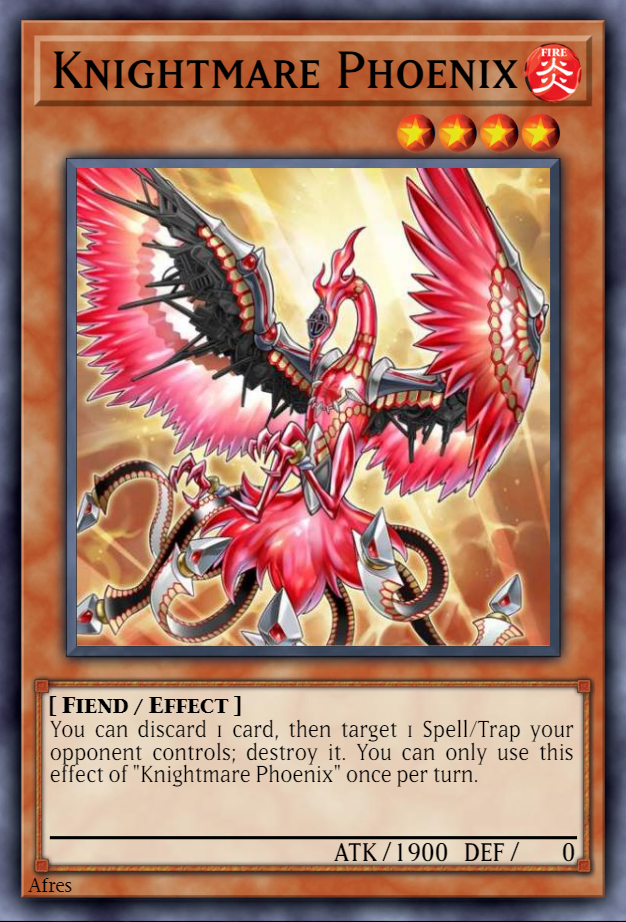 Knightmare Phoenix
FIRE
炎
[ Fiend / Effect ]
You can discard 1 card, then target 1 Spell/Trap your
opponent controls; destroy it. You can only use this
effect of "Knightmare Phoenix" once per turn.
ATK / 1900 DEF / 0
Afres